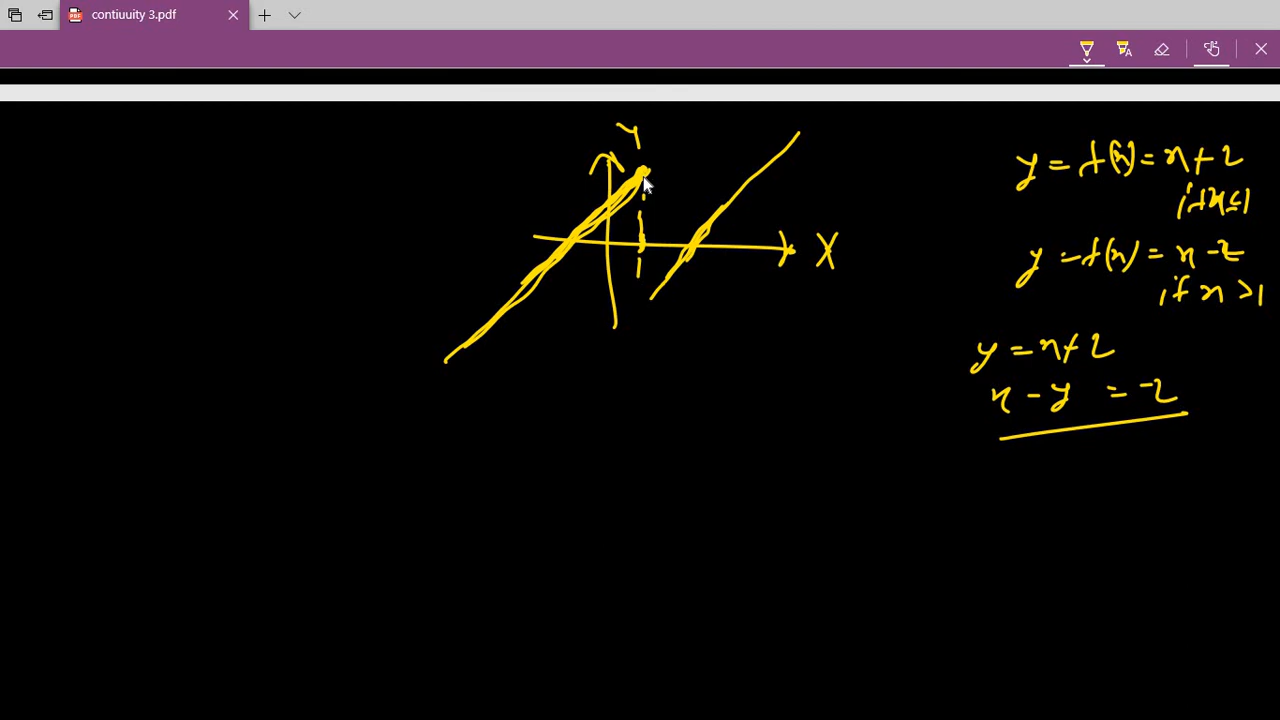 contiuuity 3.pdf
Y
X
y = f(x) = x + 2
if x ≤ 1
y = f(x) = x - 2
if x > 1
y = x + 2
x - y = -2